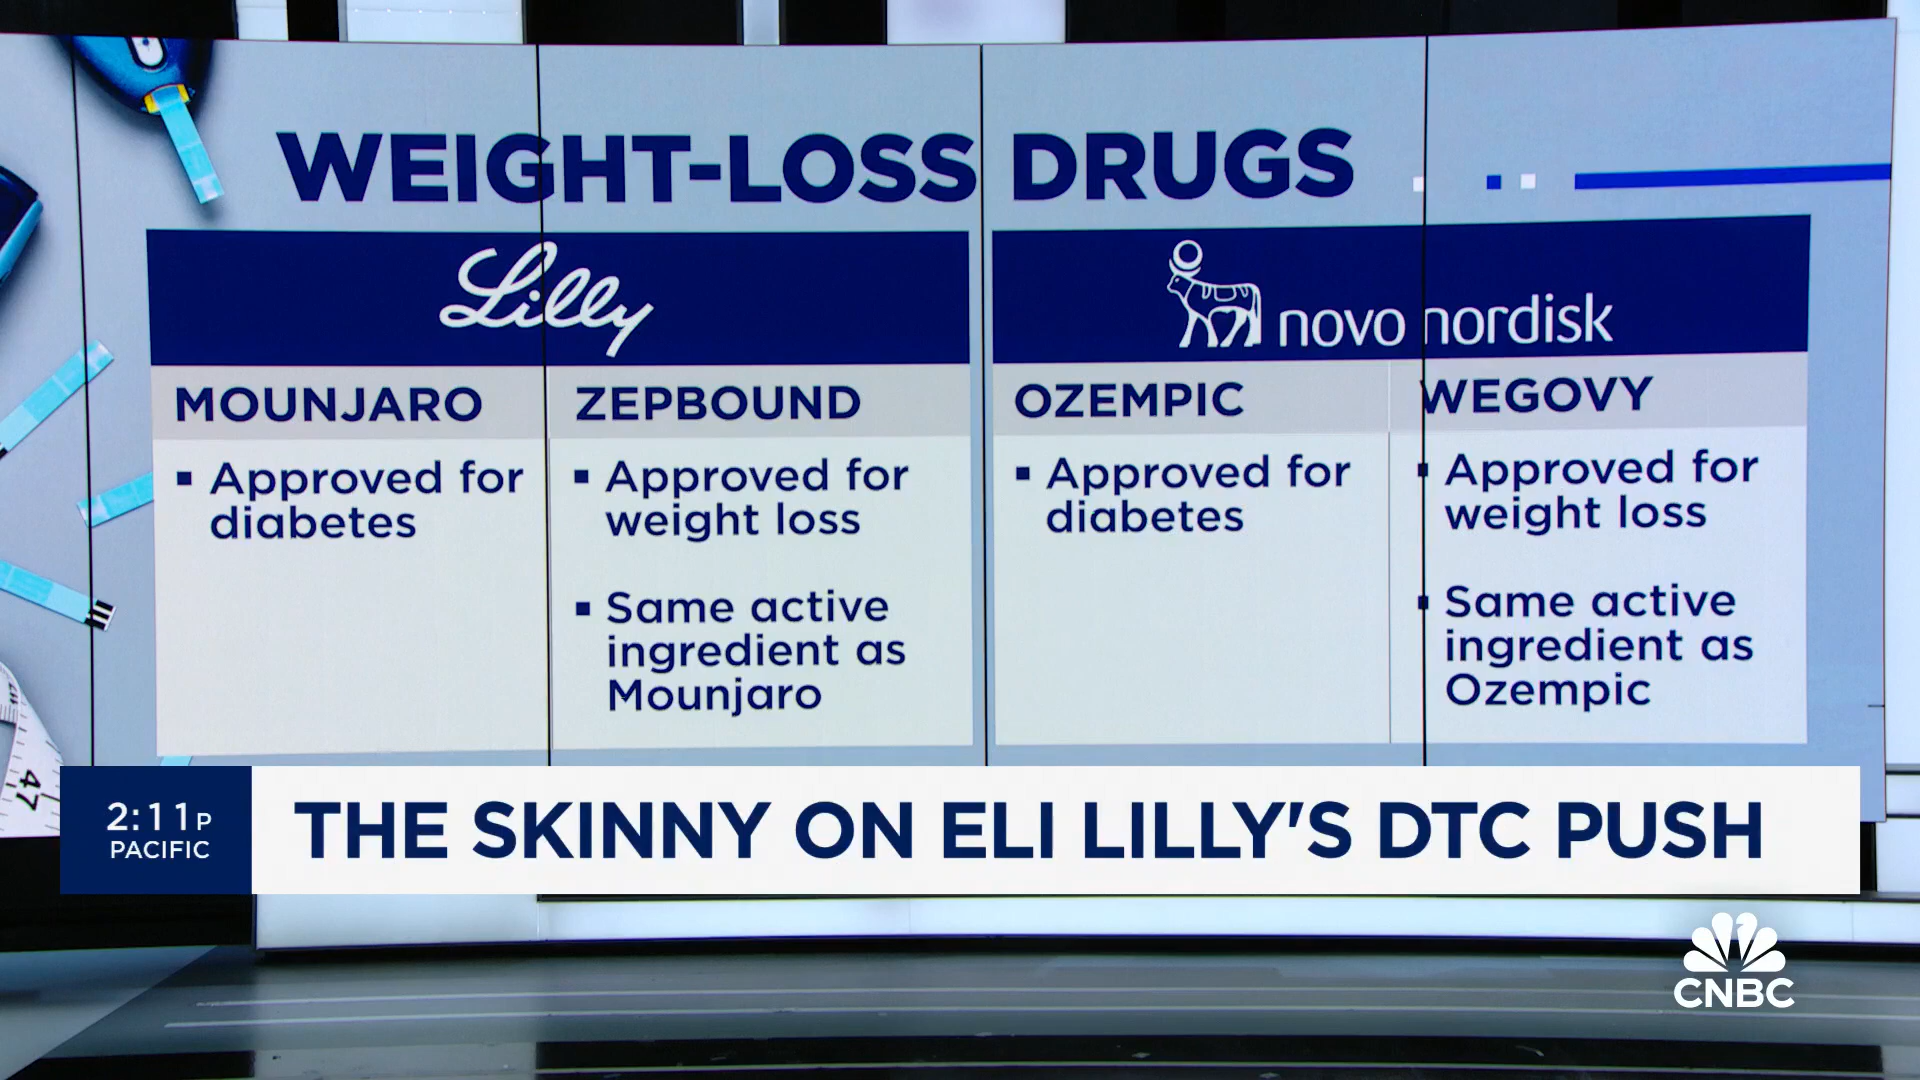 WEIGHT-LOSS DRUGS
Lilly
novo nordisk
MOUNJARO
ZEPBOUND
OZEMPIC
WEGOVY
▪ Approved for
diabetes
▪ Approved for
weight loss
▪ Same active
ingredient as
Mounjaro
▪ Approved for
diabetes
▪ Approved for
weight loss
▪ Same active
ingredient as
Ozempic
47
2:11P
PACIFIC
THE SKINNY ON ELI LILLY'S DTC PUSH
CNBC